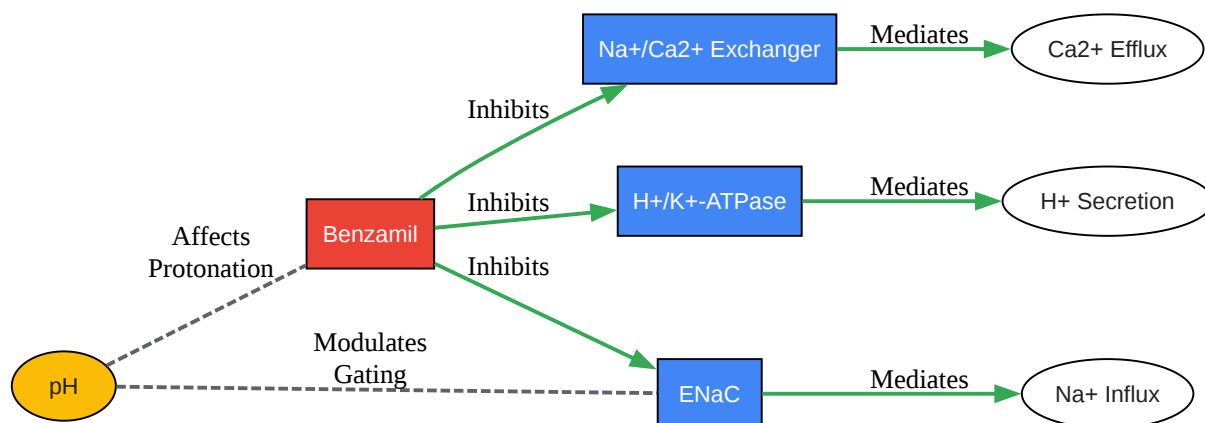 Na+/Ca2+ Exchanger
Mediates
Ca2+ Efflux
Inhibits
H+/K+-ATPase
Mediates
H+ Secretion
Inhibits
Benzamil
Affects
Protonation
Inhibits
Modulates
Gating
pH
ENaC
Mediates
Na+ Influx